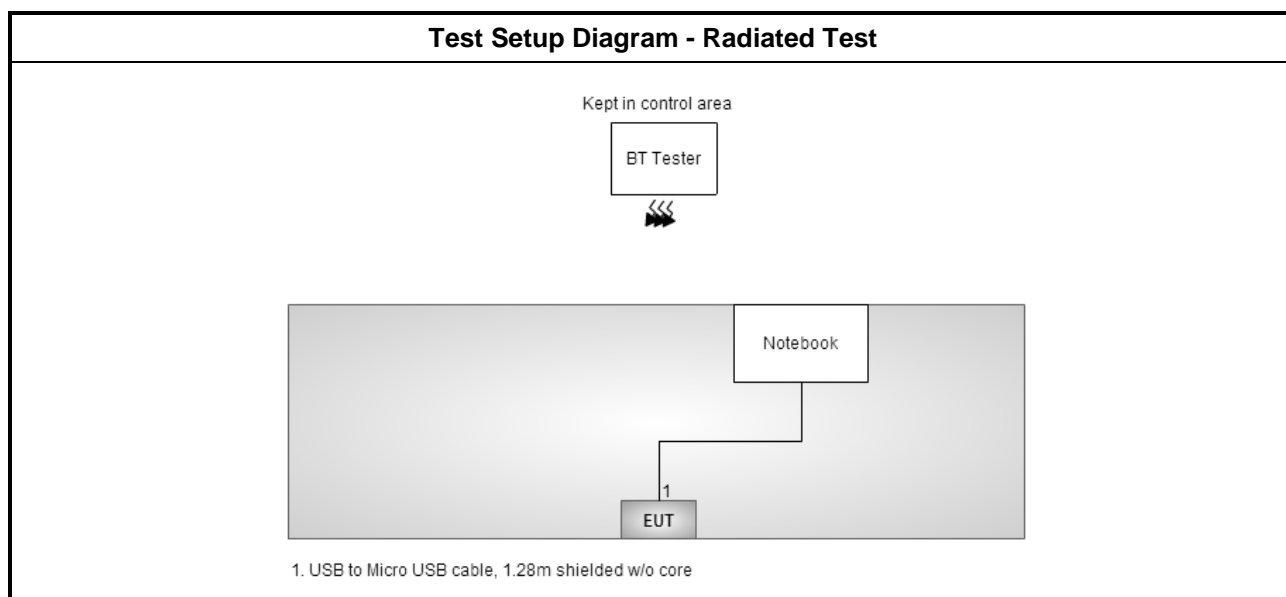 Test Setup Diagram - Radiated Test
Kept in control area
BT Tester
Notebook
1
EUT
1. USB to Micro USB cable, 1.28m shielded w/o core